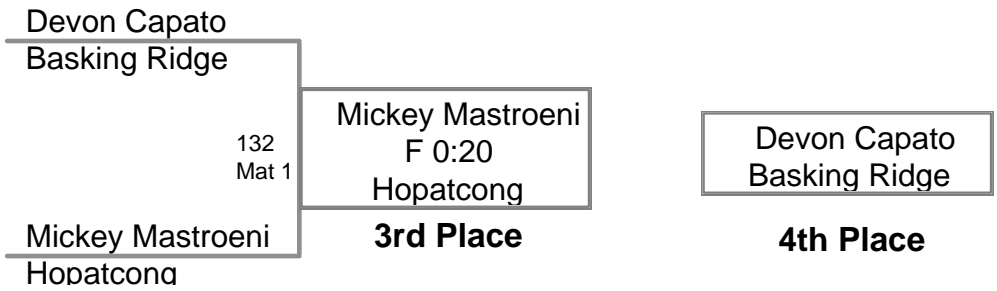 Devon Capato
Basking Ridge
132
Mat 1
Mickey Mastroeni
Hopatcong
Mickey Mastroeni
F 0:20
Hopatcong
3rd Place
Devon Capato
Basking Ridge
4th Place